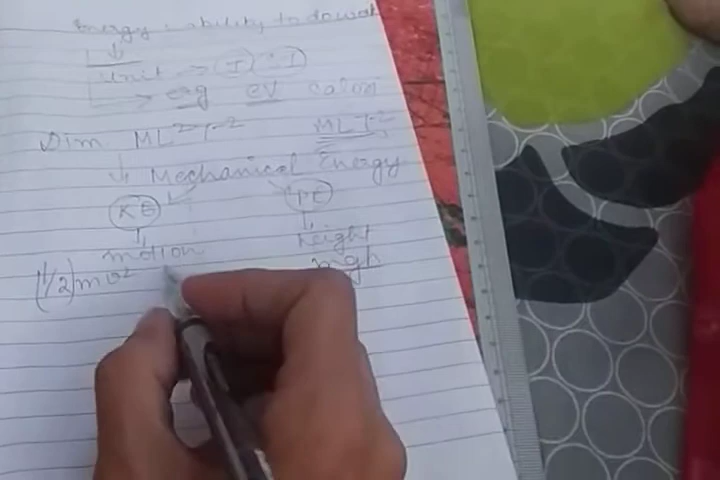 Energy = ability to do work
↓
Unit → (J) : J
→ erg ev calori
Dim ML²T⁻² MLT⁻²
↓ Mechanical Energy
KE PE
motion height
(1/2)mv² mgh